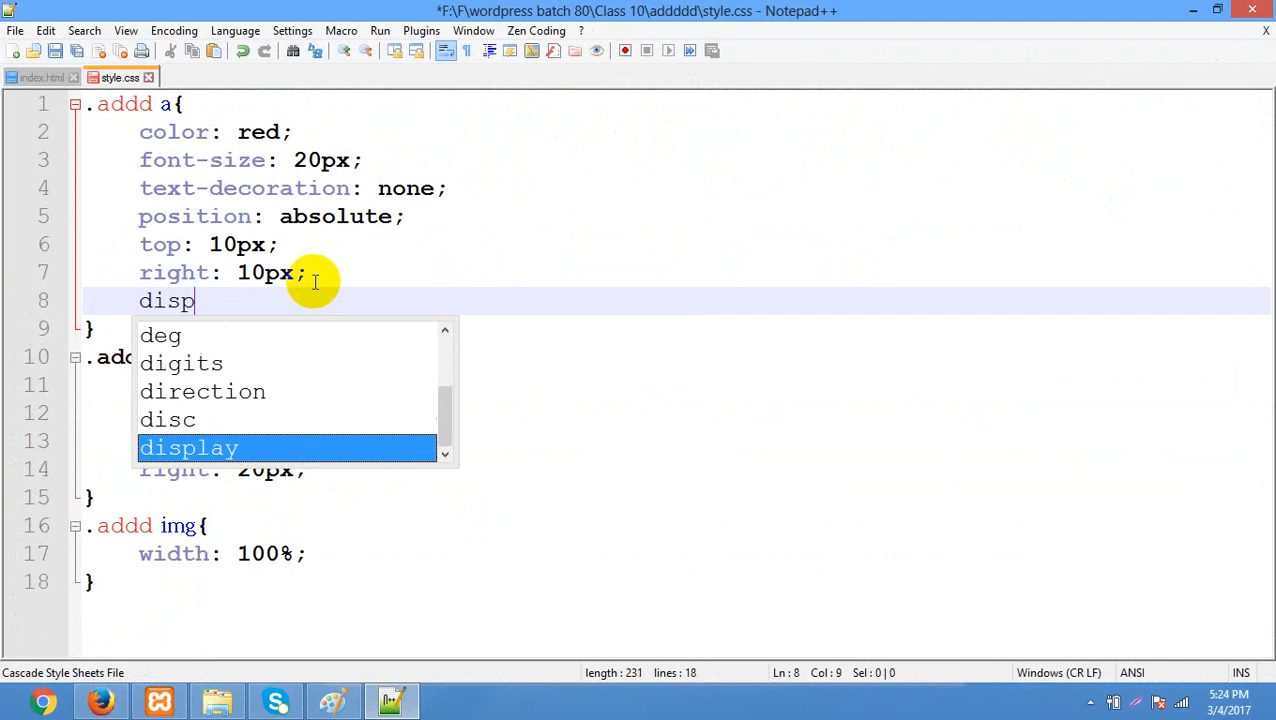 *F:\F\wordpress batch 80\Class 10\addddd\style.css - Notepad++
File Edit Search View Encoding Language Settings Macro Run Plugins Window Zen Coding ? X
index.html style.css
1 .addd a{
2 color: red;
3 font-size: 20px;
4 text-decoration: none;
5 position: absolute;
6 top: 10px;
7 right: 10px;
8 disp
9 }
deg
10 .add
digits
11 direction
12 disc
13 display
14 right: 20px;
15 }
16 .addd img{
17 width: 100%;
18 }
Cascade Style Sheets File length : 231 lines : 18 Ln : 8 Col : 9 Sel : 0 | 0 Windows (CR LF) ANSI INS
5:24 PM
3/4/2017